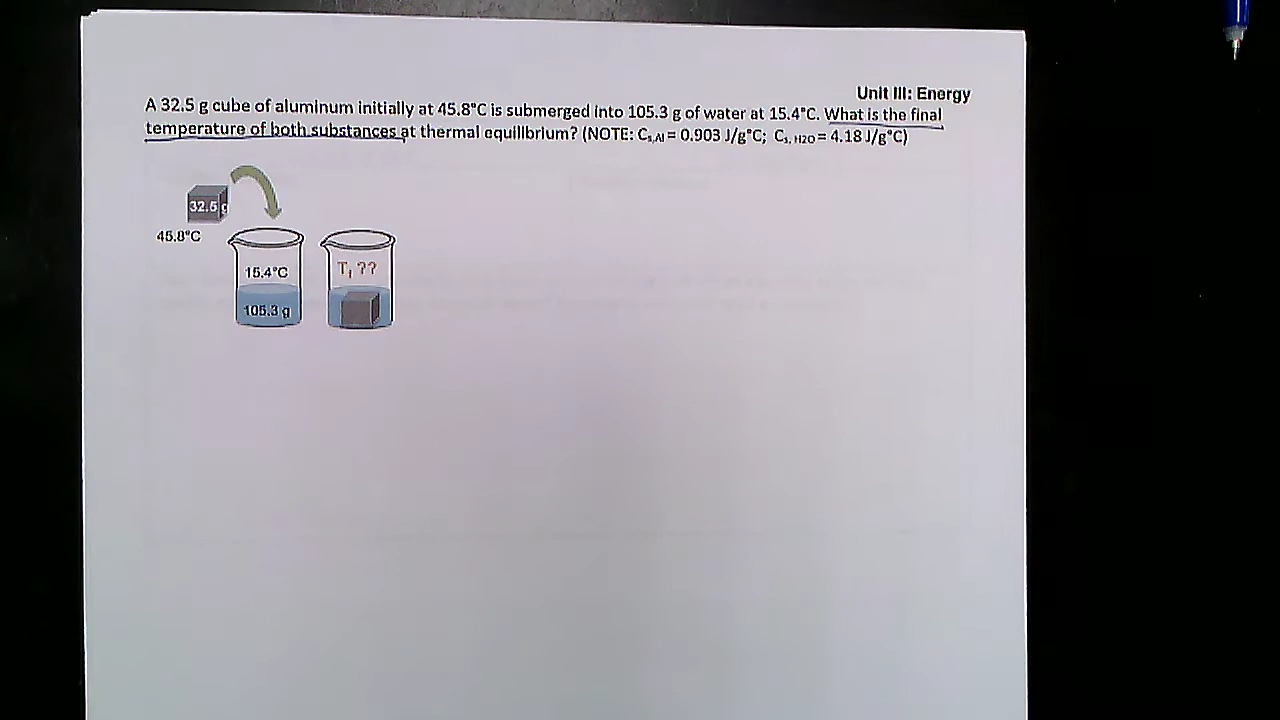 Unit III: Energy
A 32.5 g cube of aluminum initially at 45.8°C is submerged into 105.3 g of water at 15.4°C. What is the final
temperature of both substances at thermal equilibrium? (NOTE: Cs,Al = 0.903 J/g°C; Cs, H2O = 4.18 J/g°C)
32.5 g
45.8°C
15.4°C
105.3 g
Tf ??